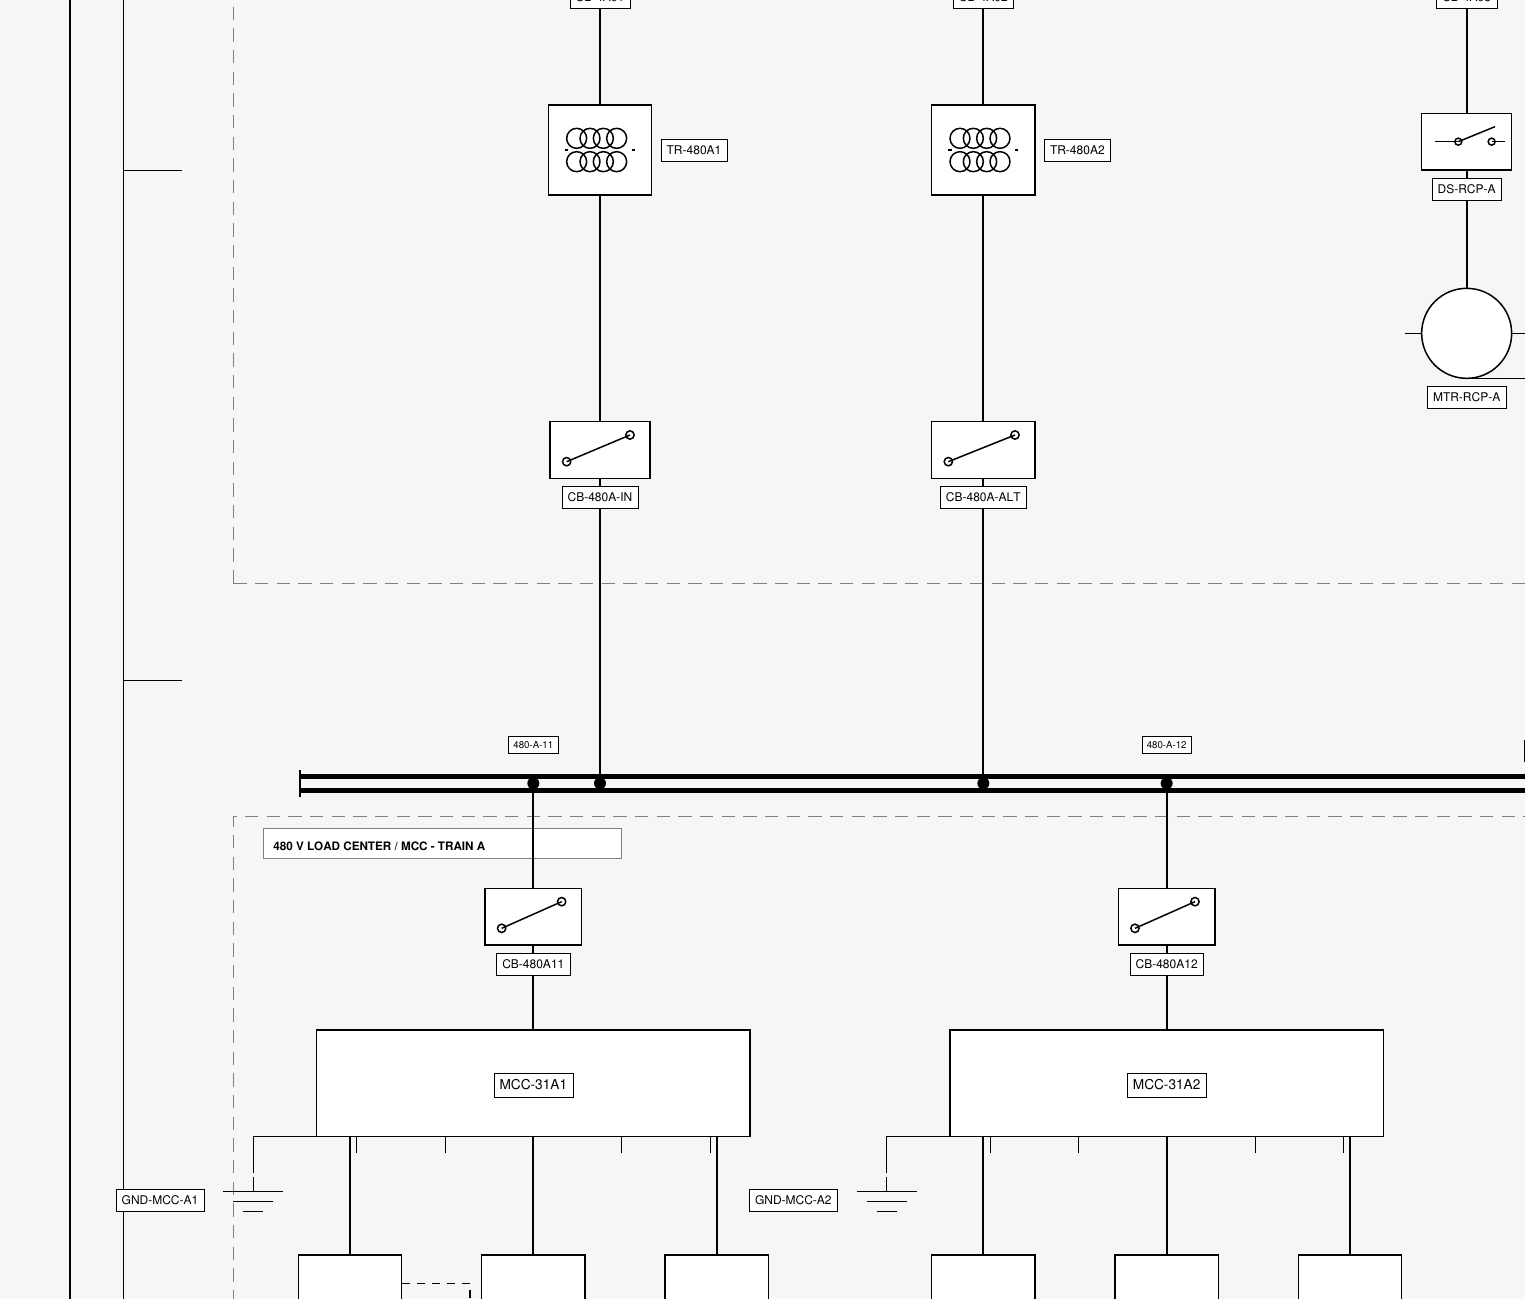 TR-480A1
TR-480A2
DS-RCP-A
MTR-RCP-A
CB-480A-IN
CB-480A-ALT
480-A-11
480-A-12
480 V LOAD CENTER / MCC - TRAIN A
CB-480A11
CB-480A12
MCC-31A1
MCC-31A2
GND-MCC-A1
GND-MCC-A2